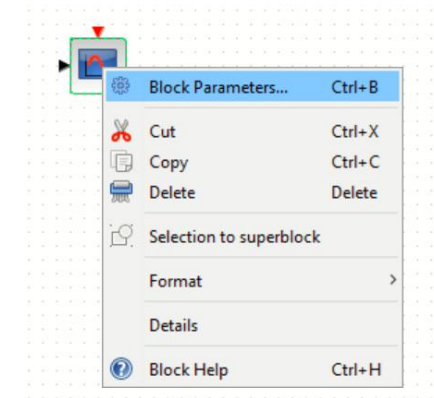 Block Parameters... Ctrl+B
Cut Ctrl+X
Copy Ctrl+C
Delete Delete
Selection to superblock
Format
Details
Block Help Ctrl+H